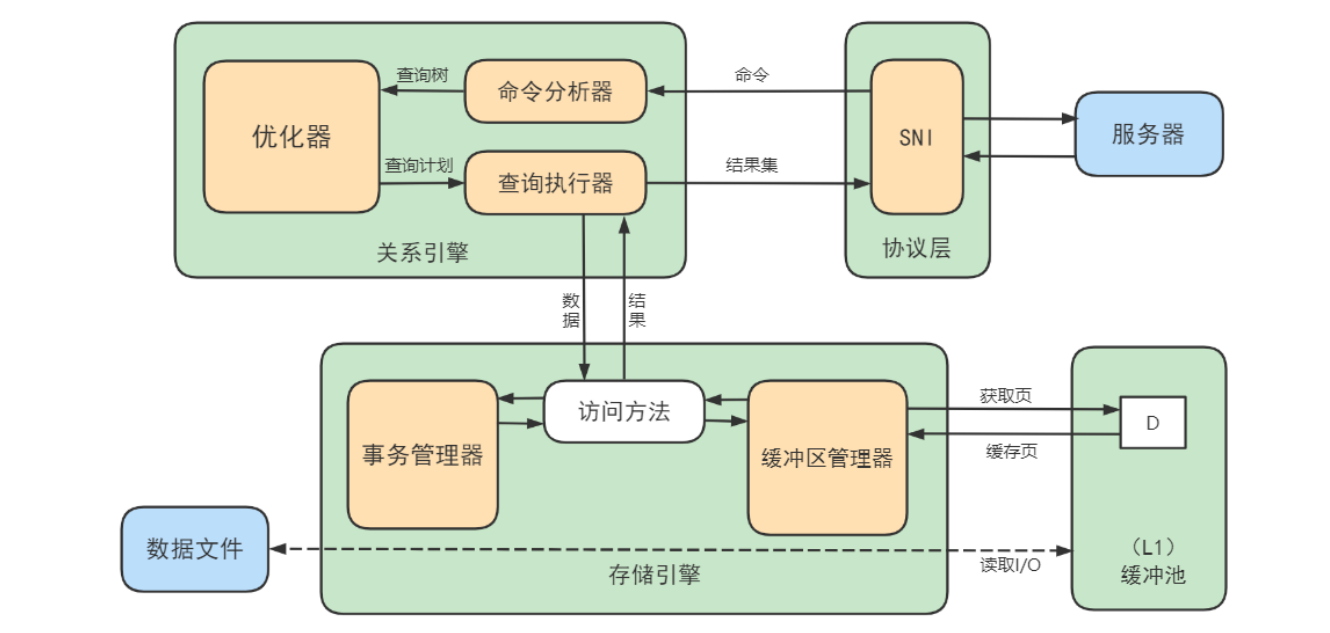 查询树
命令分析器
命令
优化器
SNI
服务器
查询计划
查询执行器
结果集
关系引擎
协议层
数据
结果
访问方法
获取页
D
事务管理器
缓冲区管理器
缓存页
数据文件
（L1）
缓冲池
读取I/O
存储引擎